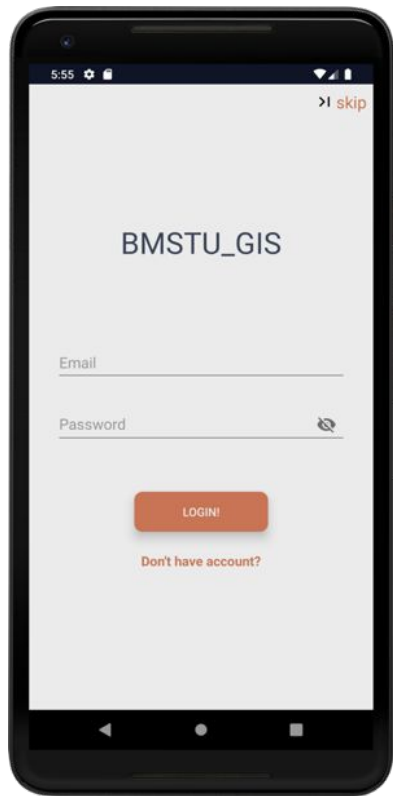 5:55
skip
BMSTU_GIS
Email
Password
LOGIN!
Don't have account?